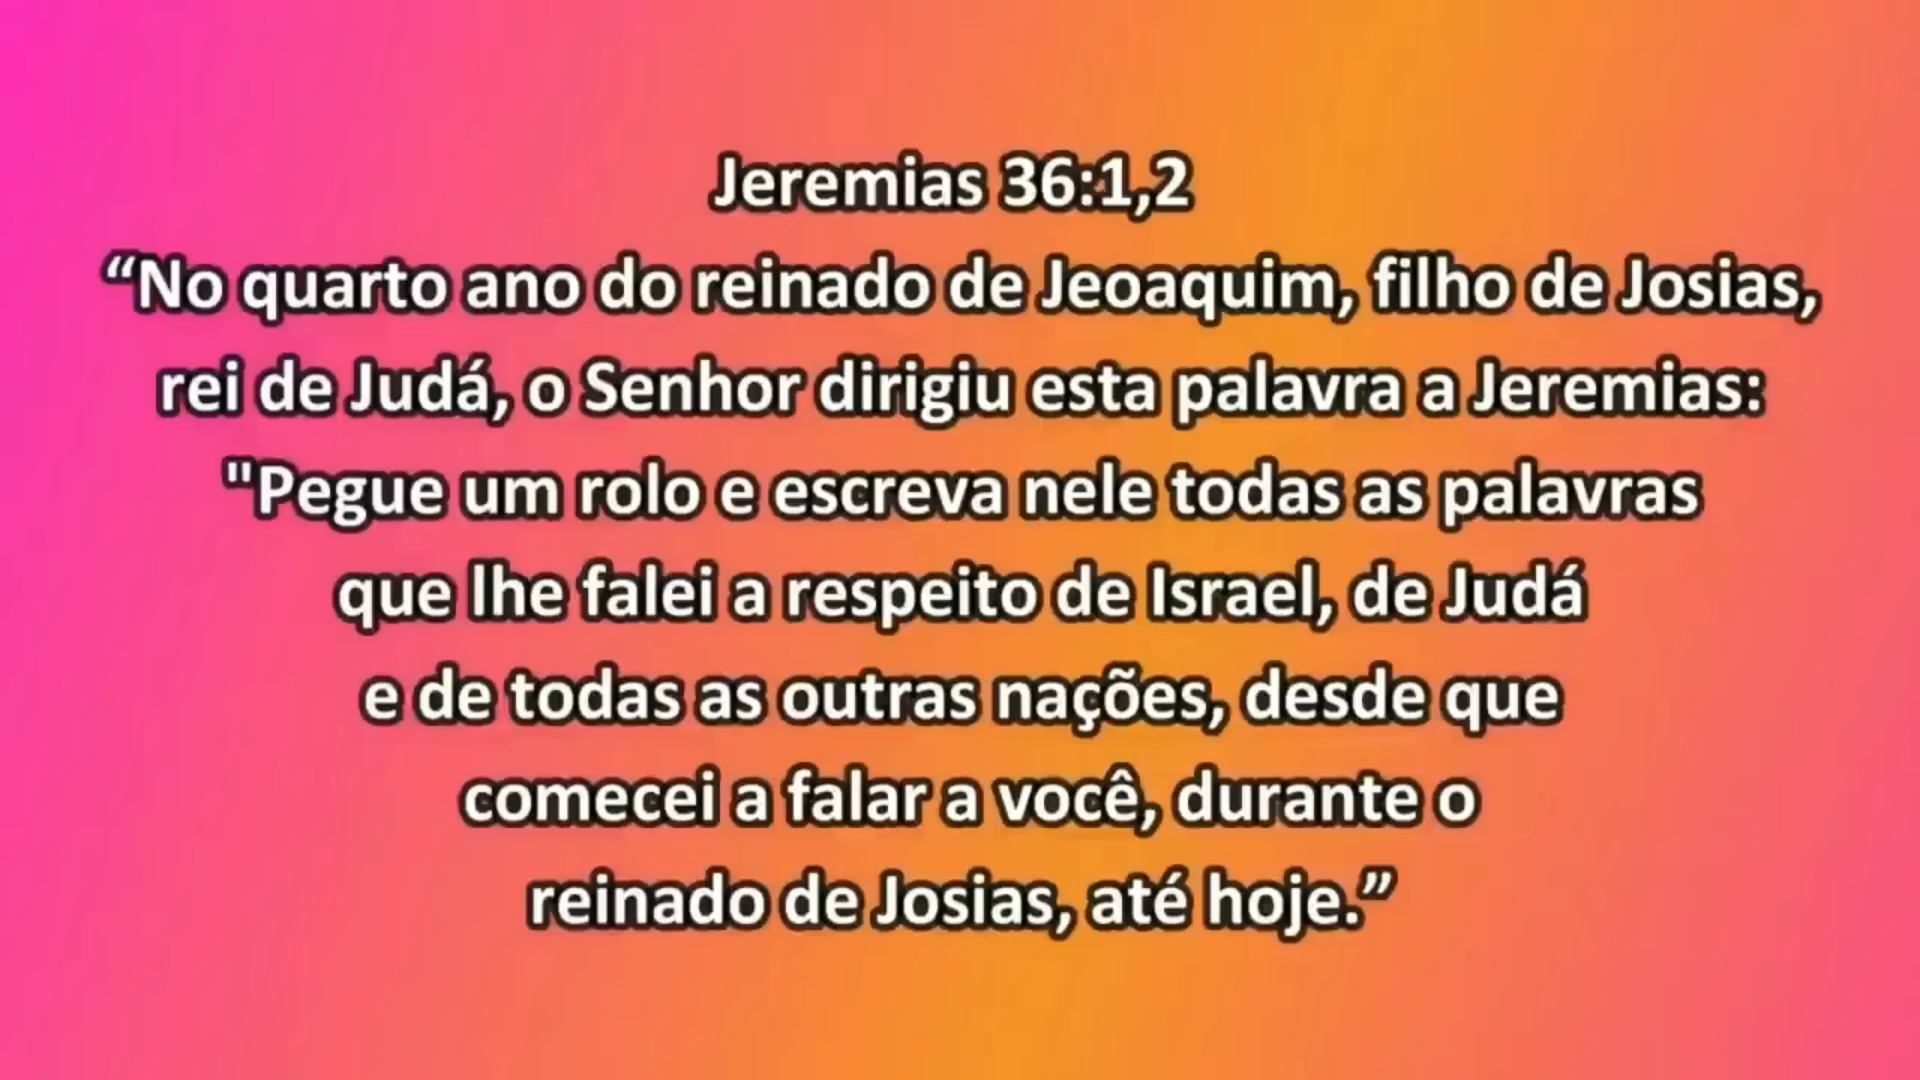 Jeremias 36:1,2
“No quarto ano do reinado de Jeoaquim, filho de Josias,
rei de Judá, o Senhor dirigiu esta palavra a Jeremias:
"Pegue um rolo e escreva nele todas as palavras
que lhe falei a respeito de Israel, de Judá
e de todas as outras nações, desde que
comecei a falar a você, durante o
reinado de Josias, até hoje.”